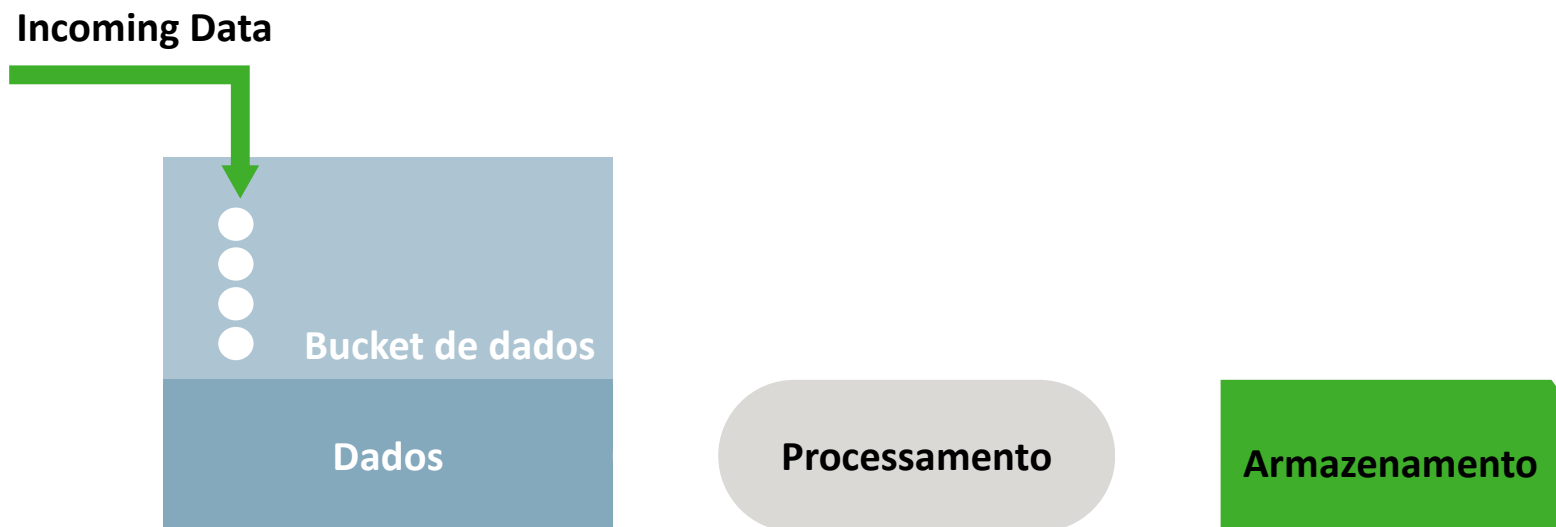 Incoming Data
Bucket de dados
Dados
Processamento
Armazenamento